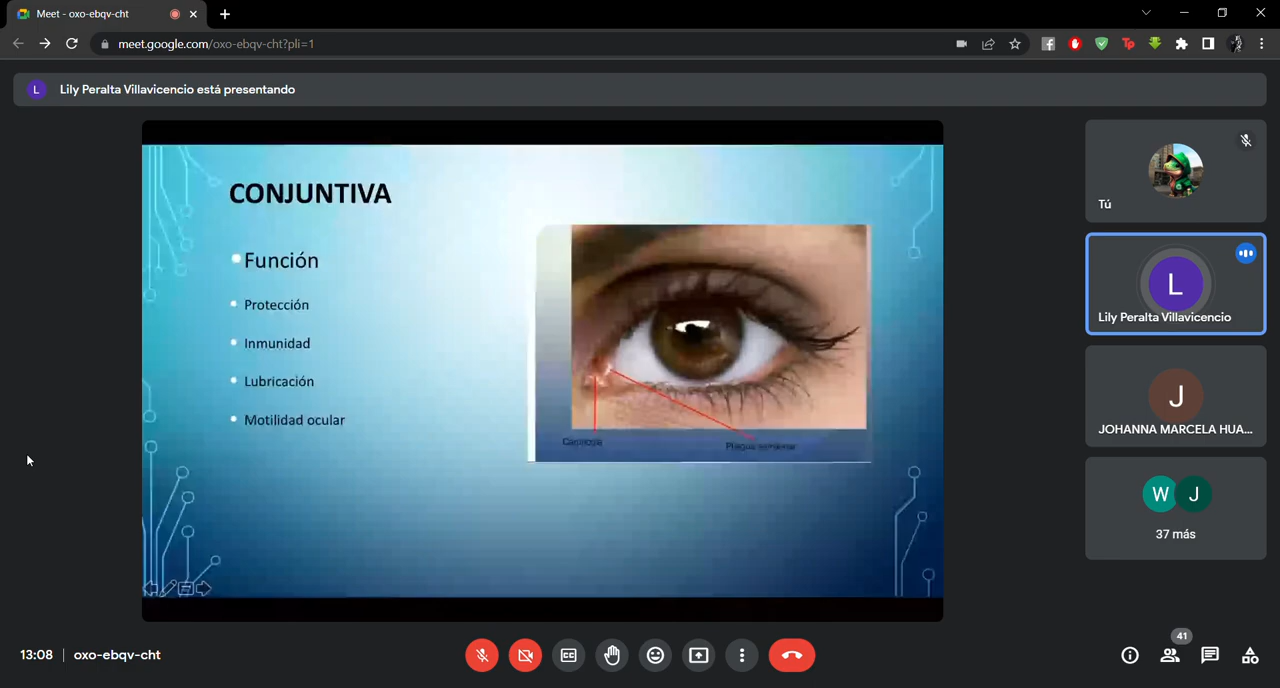 Meet - oxo-ebqv-cht
meet.google.com/oxo-ebqv-cht?pli=1
L
Lily Peralta Villavicencio está presentando
CONJUNTIVA
Función
Protección
Inmunidad
Lubricación
Motilidad ocular
Tú
L
Lily Peralta Villavicencio
J
JOHANNA MARCELA HUA...
W J
37 más
13:08 | oxo-ebqv-cht
41